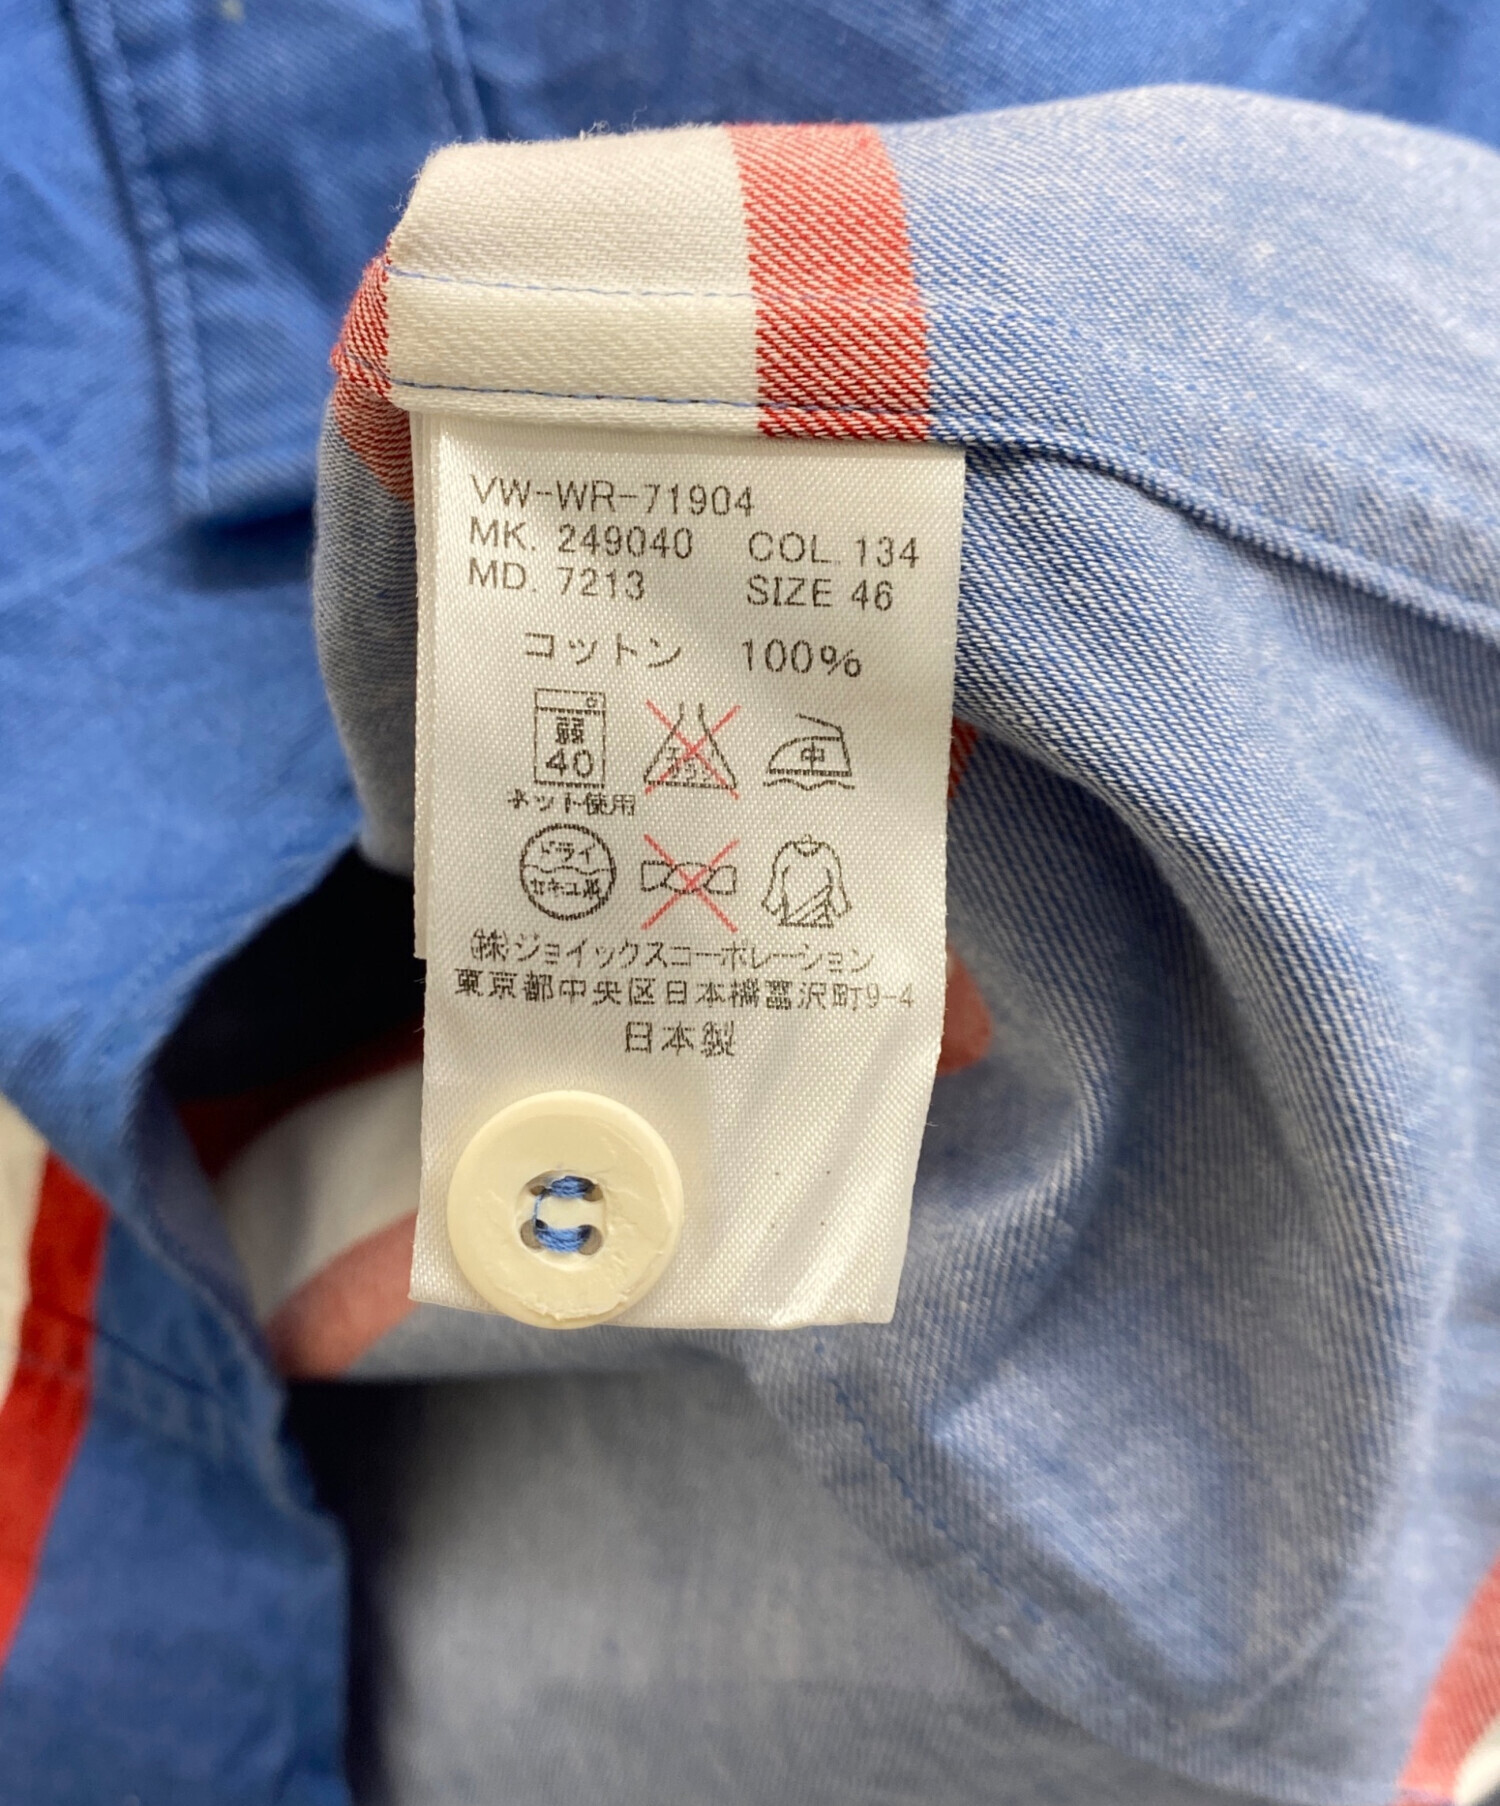 VW-WR-71904
MK. 249040 COL. 134
MD. 7213 SIZE 46
コットン 100%
弱 40 中
ネット使用
ドライ
セキユ系
(株)ジョイックスコーポレーション
東京都中央区日本橋富沢町9-4
日本製